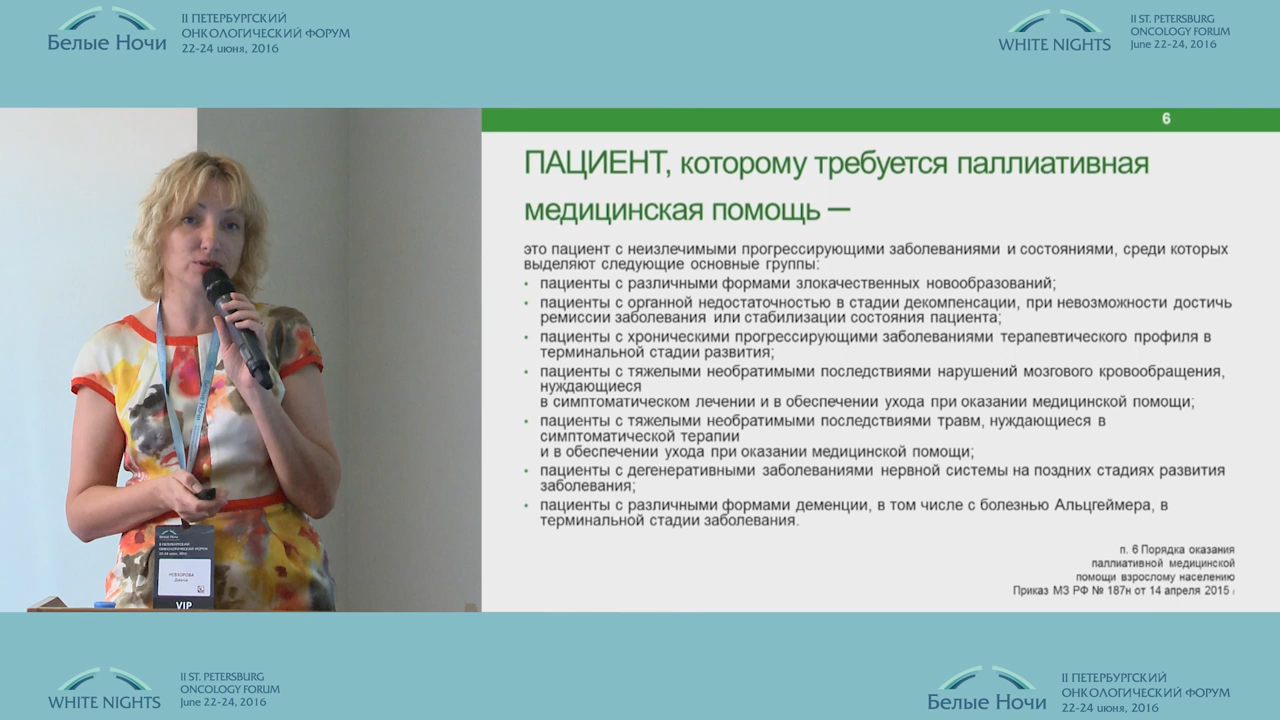 II ПЕТЕРБУРГСКИЙ
ОНКОЛОГИЧЕСКИЙ ФОРУМ
Белые Ночи
22-24 июня, 2016
II ST. PETERSBURG
ONCOLOGY FORUM
WHITE NIGHTS
June 22-24, 2016
6
ПАЦИЕНТ, которому требуется паллиативная
медицинская помощь —
это пациент с неизлечимыми прогрессирующими заболеваниями и состояниями, среди которых
выделяют следующие основные группы:
• пациенты с различными формами злокачественных новообразований;
• пациенты с органной недостаточностью в стадии декомпенсации, при невозможности достичь
ремиссии заболевания или стабилизации состояния пациента;
• пациенты с хроническими прогрессирующими заболеваниями терапевтического профиля в
терминальной стадии развития;
• пациенты с тяжелыми необратимыми последствиями нарушений мозгового кровообращения,
нуждающиеся
в симптоматическом лечении и в обеспечении ухода при оказании медицинской помощи;
• пациенты с тяжелыми необратимыми последствиями травм, нуждающиеся в
симптоматической терапии
и в обеспечении ухода при оказании медицинской помощи;
• пациенты с дегенеративными заболеваниями нервной системы на поздних стадиях развития
заболевания;
• пациенты с различными формами деменции, в том числе с болезнью Альцгеймера, в
терминальной стадии заболевания.
п. 6 Порядка оказания
паллиативной медицинской
помощи взрослому населению
Приказ МЗ РФ № 187н от 14 апреля 2015
Белые Ночи
II ПЕТЕРБУРГСКИЙ
ОНКОЛОГИЧЕСКИЙ ФОРУМ
VIP
II ST. PETERSBURG
ONCOLOGY FORUM
WHITE NIGHTS
June 22-24, 2016
II ПЕТЕРБУРГСКИЙ
ОНКОЛОГИЧЕСКИЙ ФОРУМ
Белые Ночи
22-24 июня, 2016